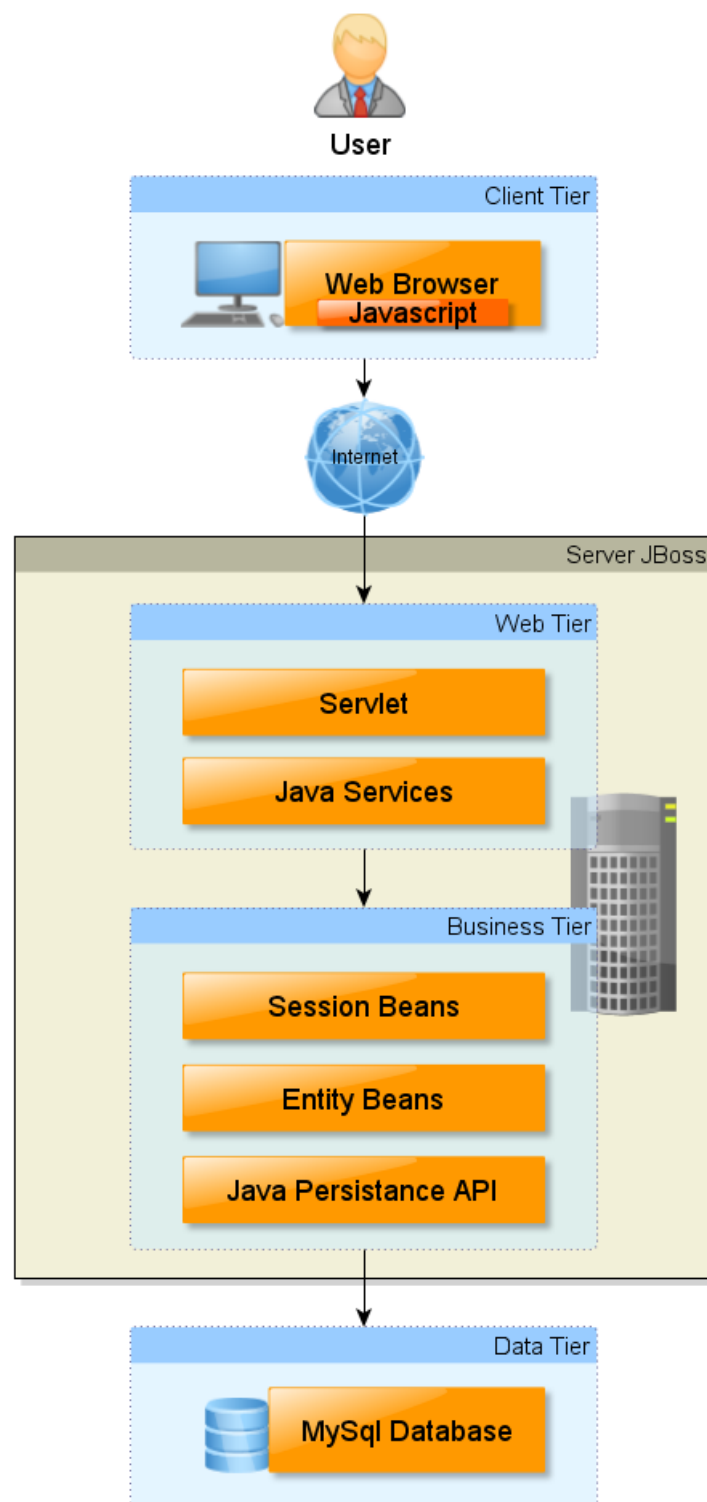 User
Client Tier
Web Browser
Javascript
Internet
Server JBoss
Web Tier
Servlet
Java Services
Business Tier
Session Beans
Entity Beans
Java Persistance API
Data Tier
MySql Database